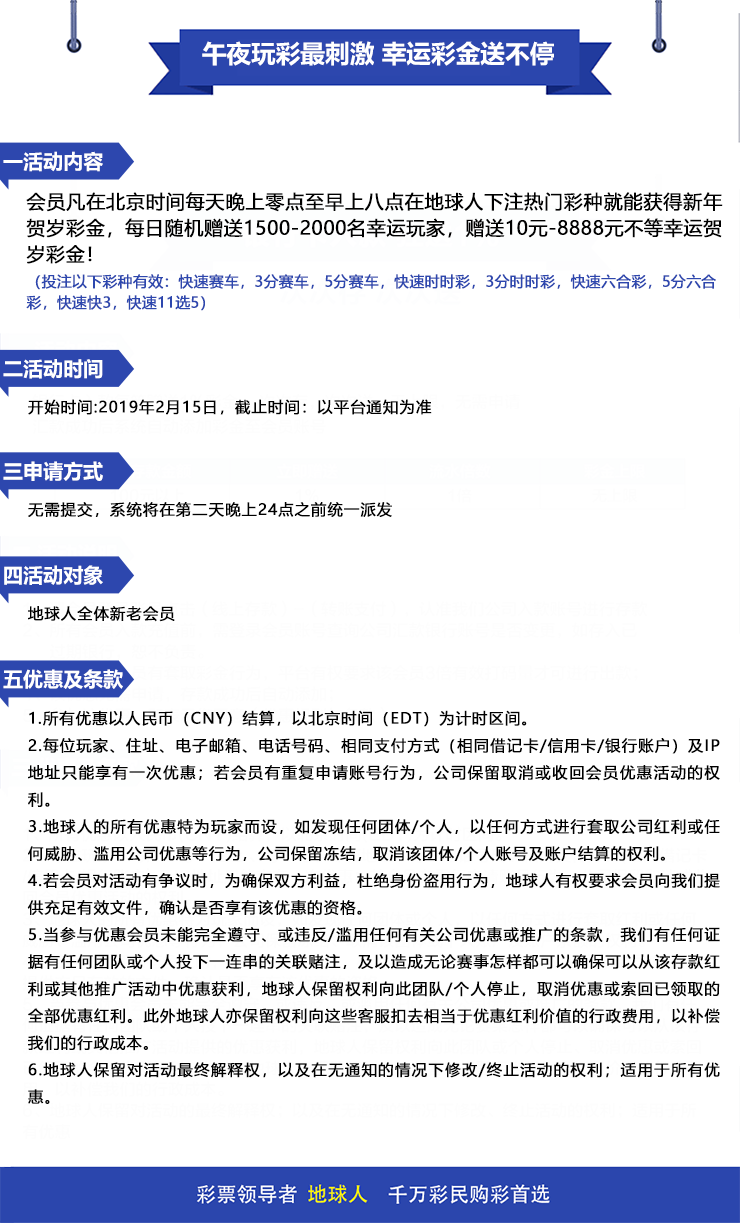 午夜玩彩最刺激 幸运彩金送不停
一活动内容
会员凡在北京时间每天晚上零点至早上八点在地球人下注热门彩种就能获得新年
贺岁彩金，每日随机赠送1500-2000名幸运玩家，赠送10元-8888元不等幸运贺
岁彩金！
（投注以下彩种有效：快速赛车，3分赛车，5分赛车，快速时时彩，3分时时彩，快速六合彩，5分六合
彩，快速快3，快速11选5）
二活动时间
开始时间:2019年2月15日，截止时间：以平台通知为准
三申请方式
无需提交，系统将在第二天晚上24点之前统一派发
四活动对象
地球人全体新老会员
五优惠及条款
1.所有优惠以人民币（CNY）结算，以北京时间（EDT）为计时区间。
2.每位玩家、住址、电子邮箱、电话号码、相同支付方式（相同借记卡/信用卡/银行账户）及IP
地址只能享有一次优惠；若会员有重复申请账号行为，公司保留取消或收回会员优惠活动的权
利。
3.地球人的所有优惠特为玩家而设，如发现任何团体/个人，以任何方式进行套取公司红利或任
何威胁、滥用公司优惠等行为，公司保留冻结，取消该团体/个人账号及账户结算的权利。
4.若会员对活动有争议时，为确保双方利益，杜绝身份盗用行为，地球人有权要求会员向我们提
供充足有效文件，确认是否享有该优惠的资格。
5.当参与优惠会员未能完全遵守、或违反/滥用任何有关公司优惠或推广的条款，我们有任何证
据有任何团队或个人投下一连串的关联赌注，及以造成无论赛事怎样都可以确保可以从该存款红
利或其他推广活动中优惠获利，地球人保留权利向此团队/个人停止，取消优惠或索回已领取的
全部优惠红利。此外地球人亦保留权利向这些客服扣去相当于优惠红利价值的行政费用，以补偿
我们的行政成本。
6.地球人保留对活动最终解释权，以及在无通知的情况下修改/终止活动的权利；适用于所有优
惠。
彩票领导者 地球人 千万彩民购彩首选